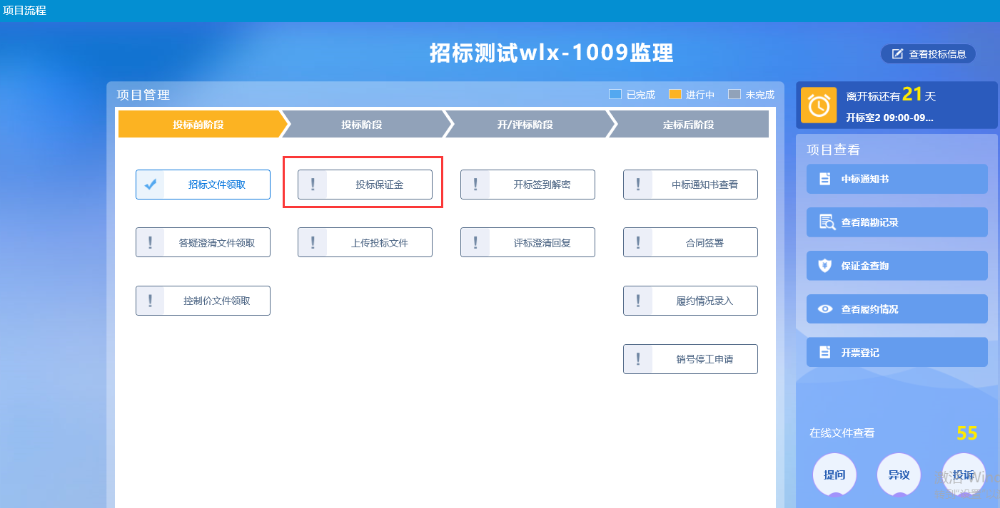 项目流程
招标测试wlx-1009监理
查看投标信息
项目管理
已完成 进行中 未完成
投标前阶段 投标阶段 开/评标阶段 定标后阶段
招标文件领取 投标保证金 开标签到解密 中标通知书查看
答疑澄清文件领取 上传投标文件 评标澄清回复 合同签署
控制价文件领取 履约情况录入
销号停工申请
离开标还有21天
开标室2 09:00-09...
项目查看
中标通知书
查看踏勘记录
保证金查询
查看履约情况
开票登记
在线文件查看 55
提问 异议 投诉
激活 Wind